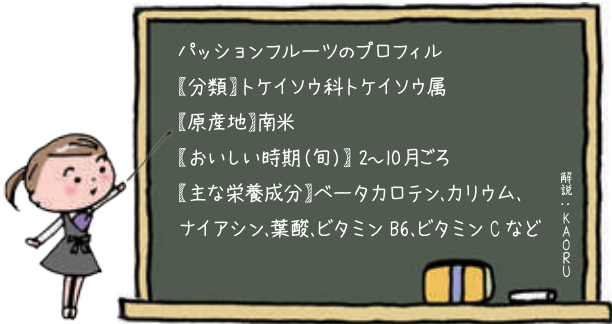 パッションフルーツのプロフィル
〖分類〗トケイソウ科トケイソウ属
〖原産地〗南米
〖おいしい時期(旬)〗 2〜10月ごろ
〖主な栄養成分〗ベータカロテン、カリウム、
ナイアシン、葉酸、ビタミン B6、ビタミン C など
解説:KAORU